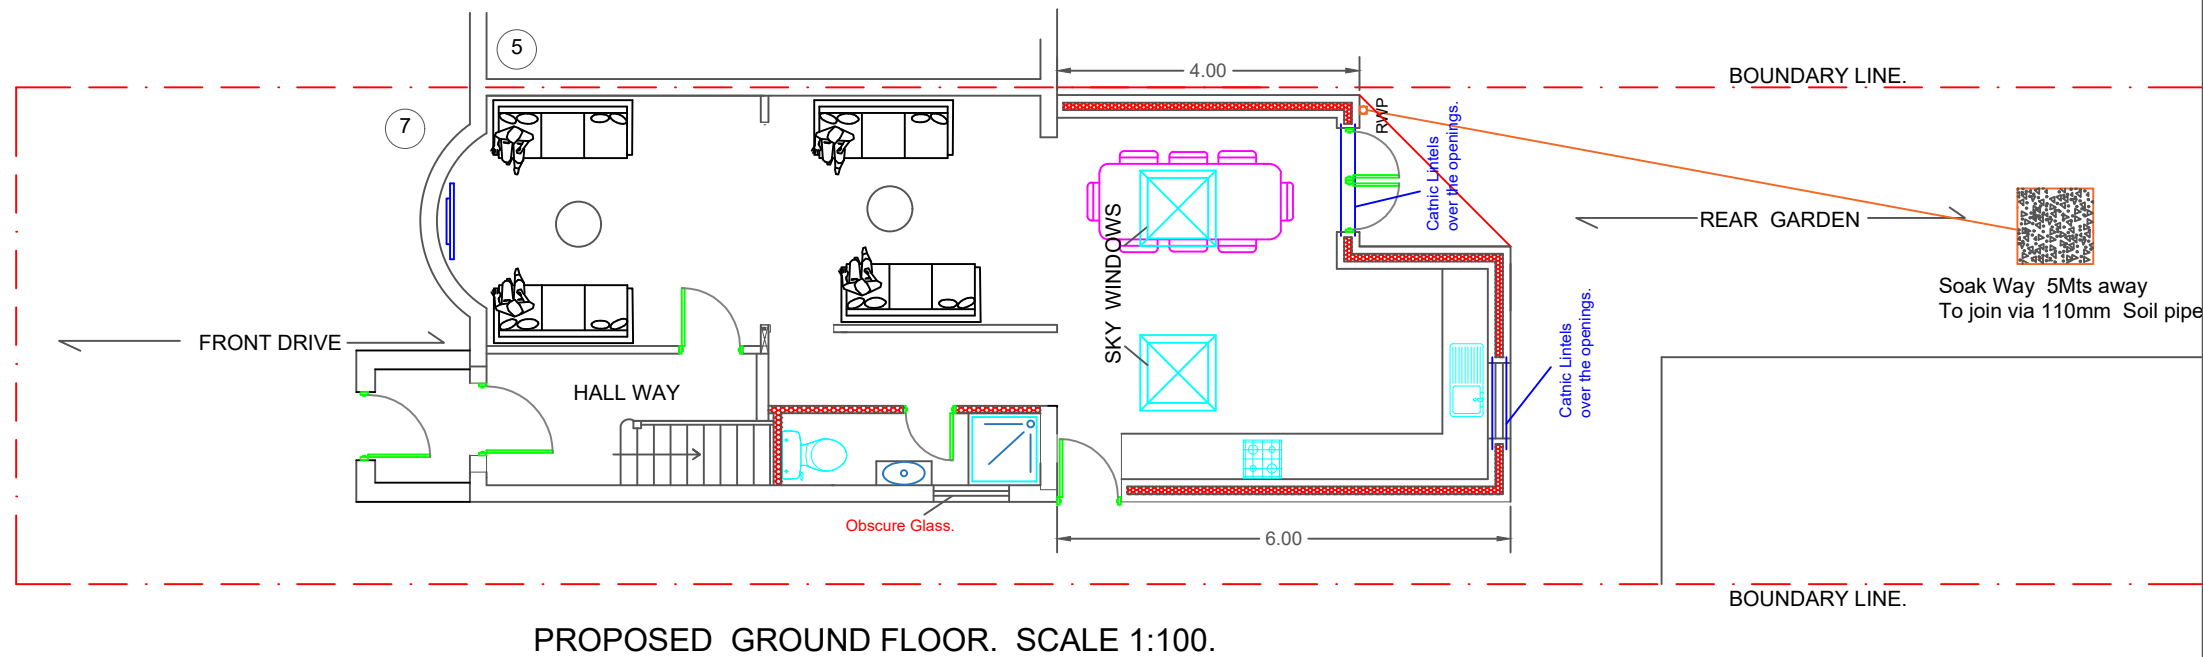 5
4.00
BOUNDARY LINE.
7
RWP
Catnic Lintels
over the openings.
SKY WINDOWS
REAR GARDEN
Soak Way 5Mts away
To join via 110mm Soil pipe
FRONT DRIVE
HALL WAY
Catnic Lintels
over the openings.
Obscure Glass.
6.00
BOUNDARY LINE.
PROPOSED GROUND FLOOR. SCALE 1:100.